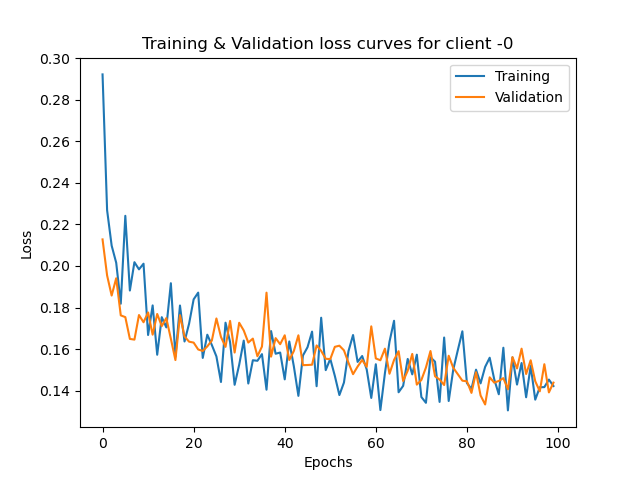 Training & Validation loss curves for client -0
Training
Validation
0.30
0.28
0.26
0.24
0.22
0.20
0.18
0.16
0.14
Loss
0 20 40 60 80 100
Epochs